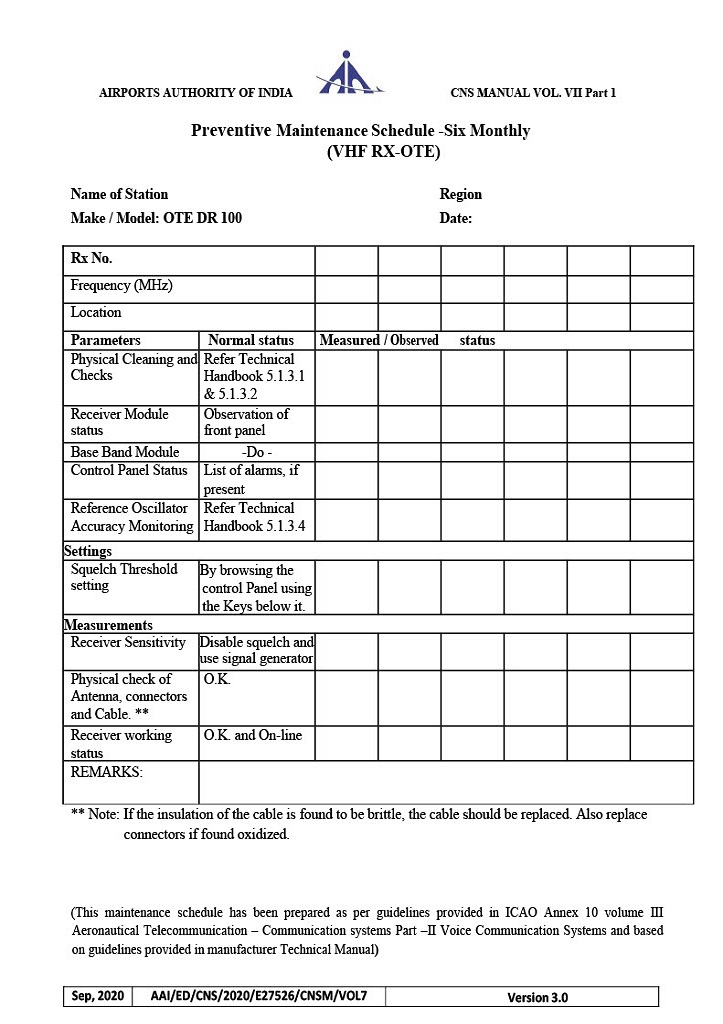 AIRPORTS AUTHORITY OF INDIA
CNS MANUAL VOL. VII Part 1
Preventive Maintenance Schedule -Six Monthly
(VHF RX-OTE)
Name of Station Region
Make / Model: OTE DR 100 Date:
Rx No.
Frequency (MHz)
Location
Parameters Normal status Measured / Observed status
Physical Cleaning and Refer Technical
Checks Handbook 5.1.3.1
& 5.1.3.2
Receiver Module Observation of
status front panel
Base Band Module -Do -
Control Panel Status List of alarms, if
present
Reference Oscillator Refer Technical
Accuracy Monitoring Handbook 5.1.3.4
Settings
Squelch Threshold By browsing the
setting control Panel using
the Keys below it.
Measurements
Receiver Sensitivity Disable squelch and
use signal generator
Physical check of O.K.
Antenna, connectors
and Cable. **
Receiver working O.K. and On-line
status
REMARKS:
** Note: If the insulation of the cable is found to be brittle, the cable should be replaced. Also replace
connectors if found oxidized.
(This maintenance schedule has been prepared as per guidelines provided in ICAO Annex 10 volume III
Aeronautical Telecommunication – Communication systems Part –II Voice Communication Systems and based
on guidelines provided in manufacturer Technical Manual)
Sep, 2020 AAI/ED/CNS/2020/E27526/CNSM/VOL7 Version 3.0